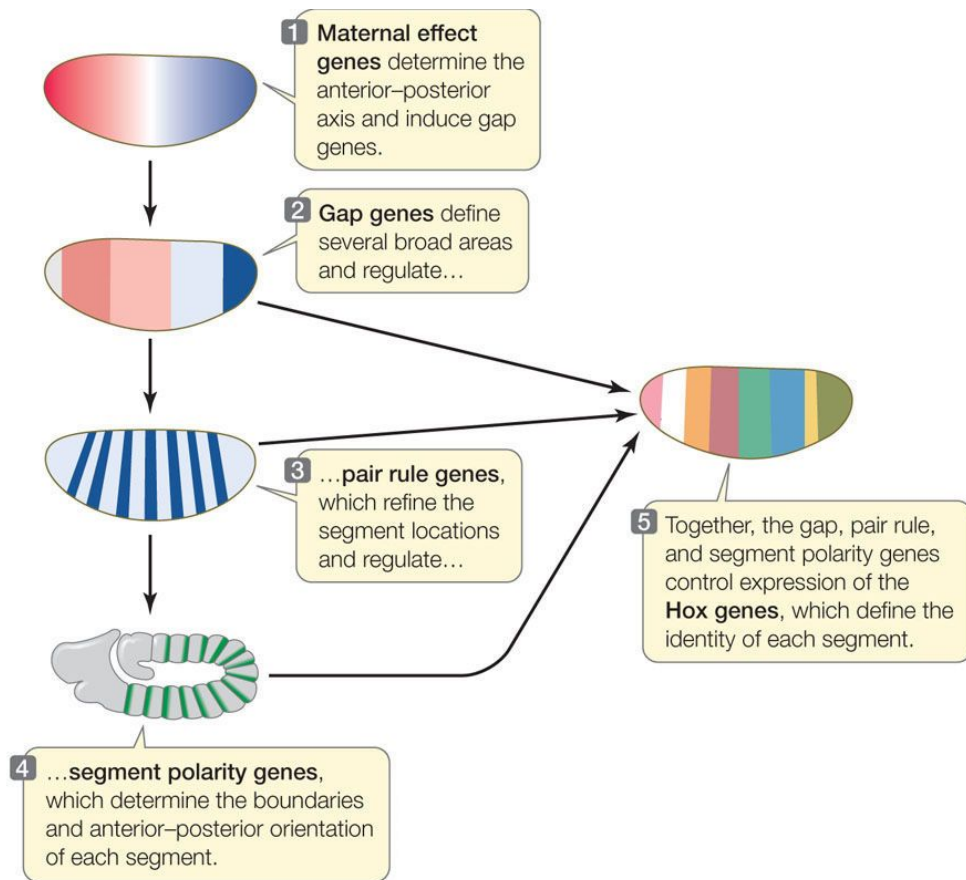 1 Maternal effect
genes determine the
anterior–posterior
axis and induce gap
genes.
2 Gap genes define
several broad areas
and regulate…
3 …pair rule genes,
which refine the
segment locations
and regulate…
4 …segment polarity genes,
which determine the boundaries
and anterior–posterior orientation
of each segment.
5 Together, the gap, pair rule,
and segment polarity genes
control expression of the
Hox genes, which define the
identity of each segment.